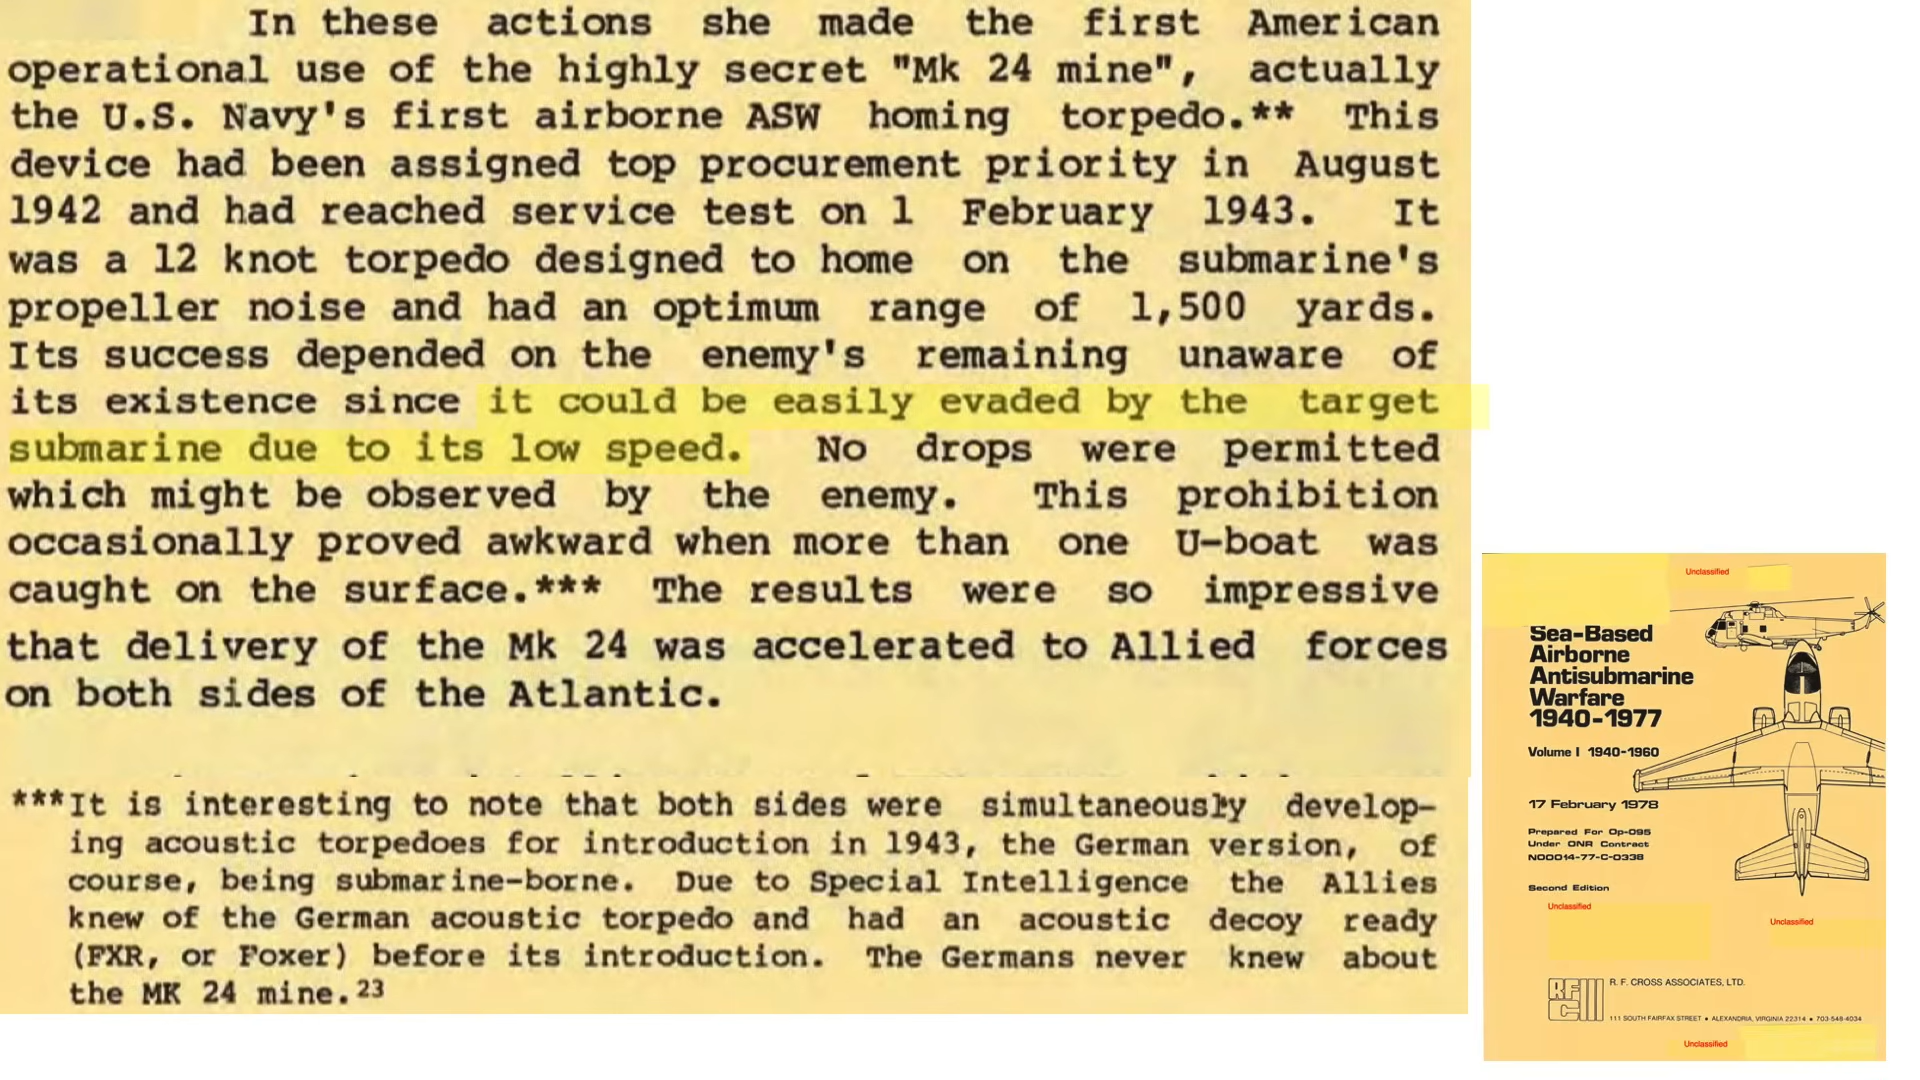 In these actions she made the first American
operational use of the highly secret "Mk 24 mine", actually
the U.S. Navy's first airborne ASW homing torpedo.** This
device had been assigned top procurement priority in August
1942 and had reached service test on 1 February 1943. It
was a 12 knot torpedo designed to home on the submarine's
propeller noise and had an optimum range of 1,500 yards.
Its success depended on the enemy's remaining unaware of
its existence since it could be easily evaded by the target
submarine due to its low speed. No drops were permitted
which might be observed by the enemy. This prohibition
occasionally proved awkward when more than one U-boat was
caught on the surface.*** The results were so impressive
that delivery of the Mk 24 was accelerated to Allied forces
on both sides of the Atlantic.
***It is interesting to note that both sides were simultaneously develop-
ing acoustic torpedoes for introduction in 1943, the German version, of
course, being submarine-borne. Due to Special Intelligence the Allies
knew of the German acoustic torpedo and had an acoustic decoy ready
(FXR, or Foxer) before its introduction. The Germans never knew about
the MK 24 mine.23
Unclassified
Sea-Based
Airborne
Antisubmarine
Warfare
1940-1977
Volume I 1940-1960
17 February 1978
Prepared For Op-095
Under ONR Contract
N00014-77-C-0338
Second Edition
Unclassified
Unclassified
RF
C III
R. F. CROSS ASSOCIATES, LTD.
111 SOUTH FAIRFAX STREET • ALEXANDRIA, VIRGINIA 22314 • 703-548-4034
Unclassified